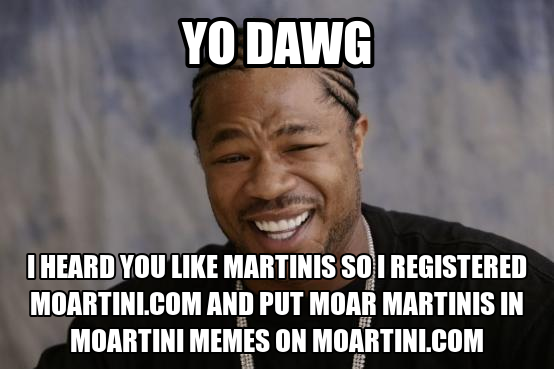 YO DAWG
I HEARD YOU LIKE MARTINIS SO I REGISTERED
MOARTINI.COM AND PUT MOAR MARTINIS IN
MOARTINI MEMES ON MOARTINI.COM